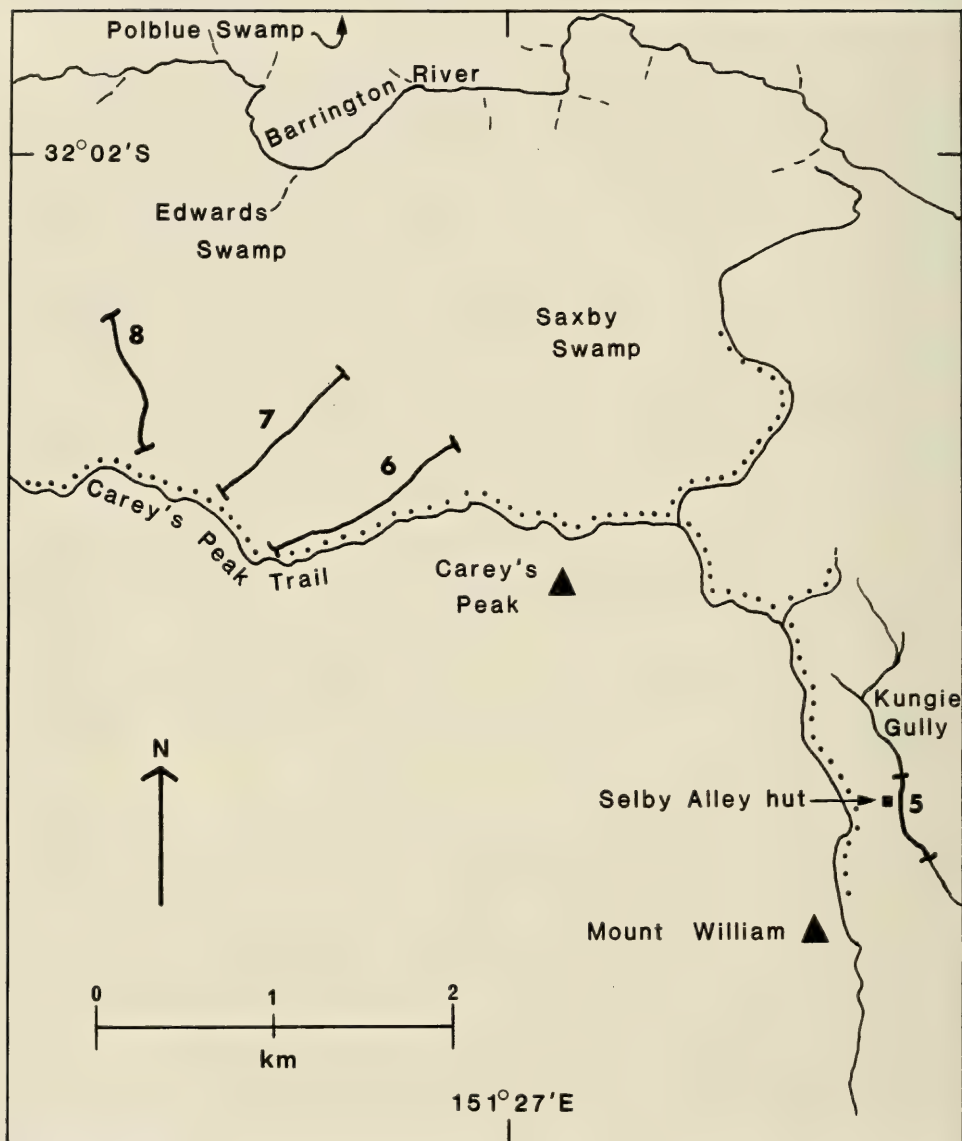 Polblue Swamp
Barrington River
32°02'S
Edwards
Swamp
Saxby
Swamp
8
7
6
Carey's Peak Trail
Carey's
Peak
Kungie
Gully
N
Selby Alley hut
5
Mount William
0 1 2
km
151°27'E